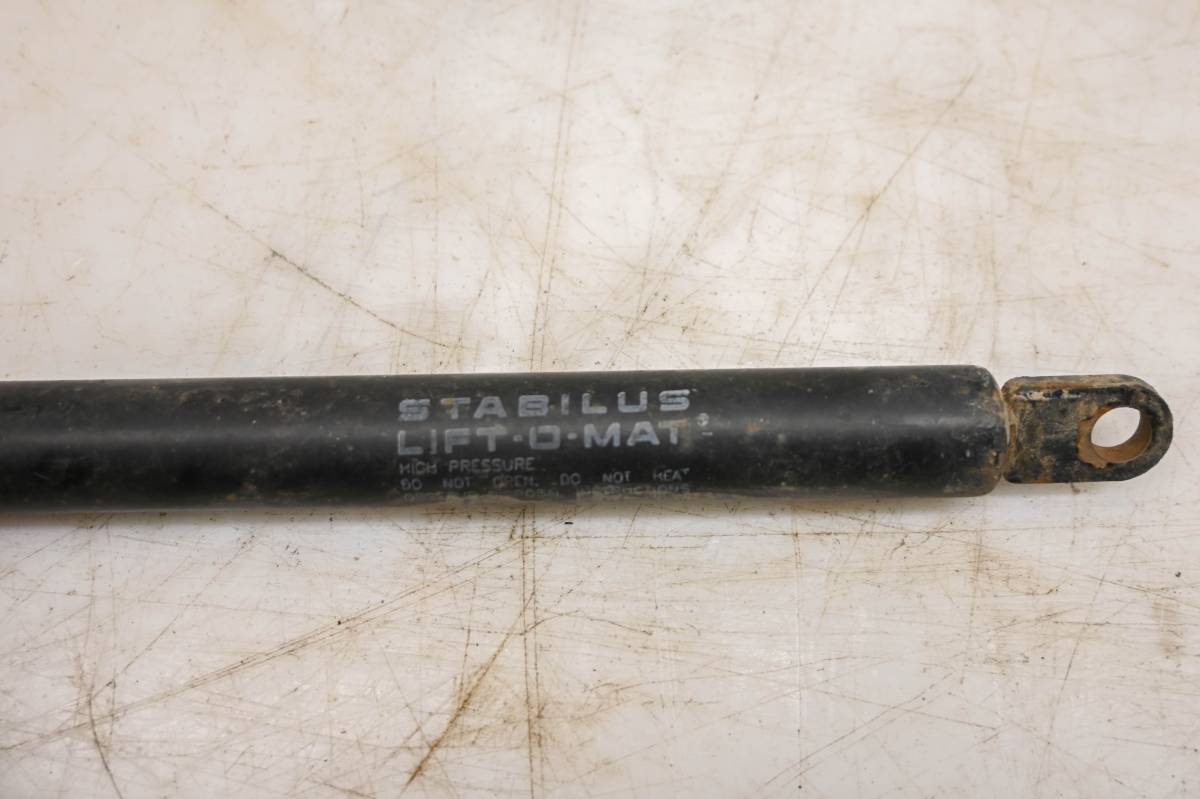 STABILUS
LIFT-O-MAT®
HIGH PRESSURE
DO NOT OPEN. DO NOT HEAT